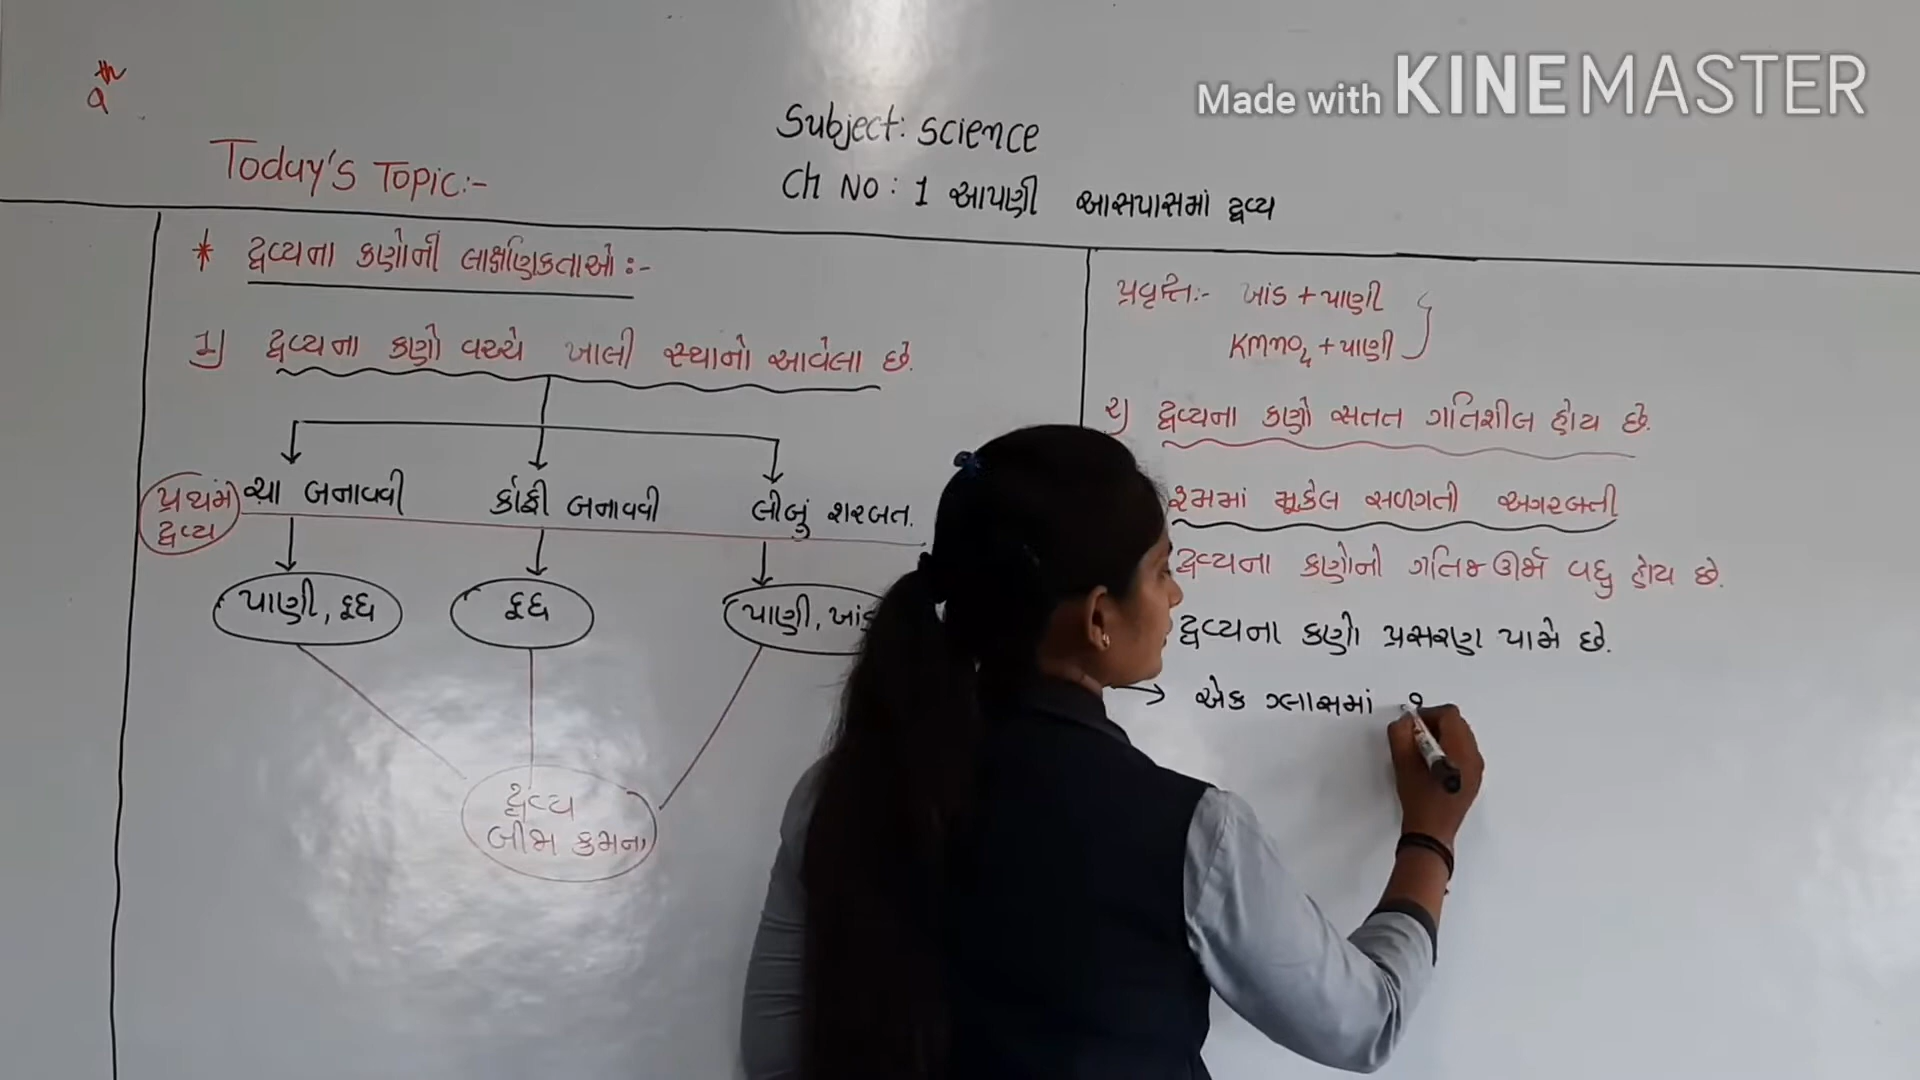 Made with KINEMASTER
9th
Subject: Science
Today's Topic:-
Ch No: 1 આપણી આસપાસમાં દ્રવ્ય
* દ્રવ્યના કણોની લાક્ષણિકતાઓ :-
1) દ્રવ્યના કણો વચ્ચે ખાલી સ્થાનો આવેલા છે.
પ્રથમ દ્રવ્ય
ચા બનાવવી
કોફી બનાવવી
લીંબું શરબત.
પાણી, દૂધ
દૂધ
પાણી, ખાંડ
દ્રવ્ય
બીજા ક્રમના
પ્રવૃત્તિ:- ખાંડ + પાણી
KMnO4 + પાણી
૨) દ્રવ્યના કણો સતત ગતિશીલ હોય છે.
રૂમમાં મૂકેલ સળગતી અગરબત્તી
દ્રવ્યના કણોની ગતિજ ઊર્જા વધુ હોય છે.
દ્રવ્યના કણો પ્રસરણ પામે છે.
→ એક ગ્લાસમાં